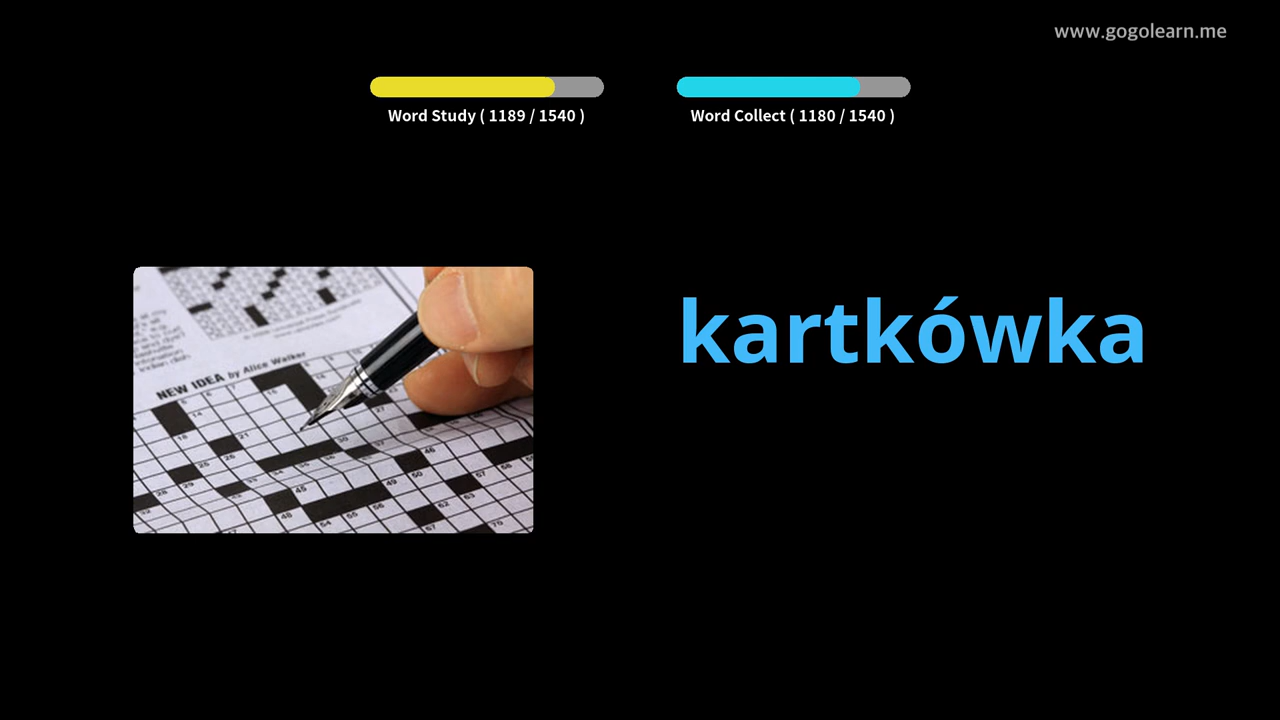 www.gogolearn.me
Word Study ( 1189 / 1540 )
Word Collect ( 1180 / 1540 )
kartkówka
NEW IDEA by Alice Walker